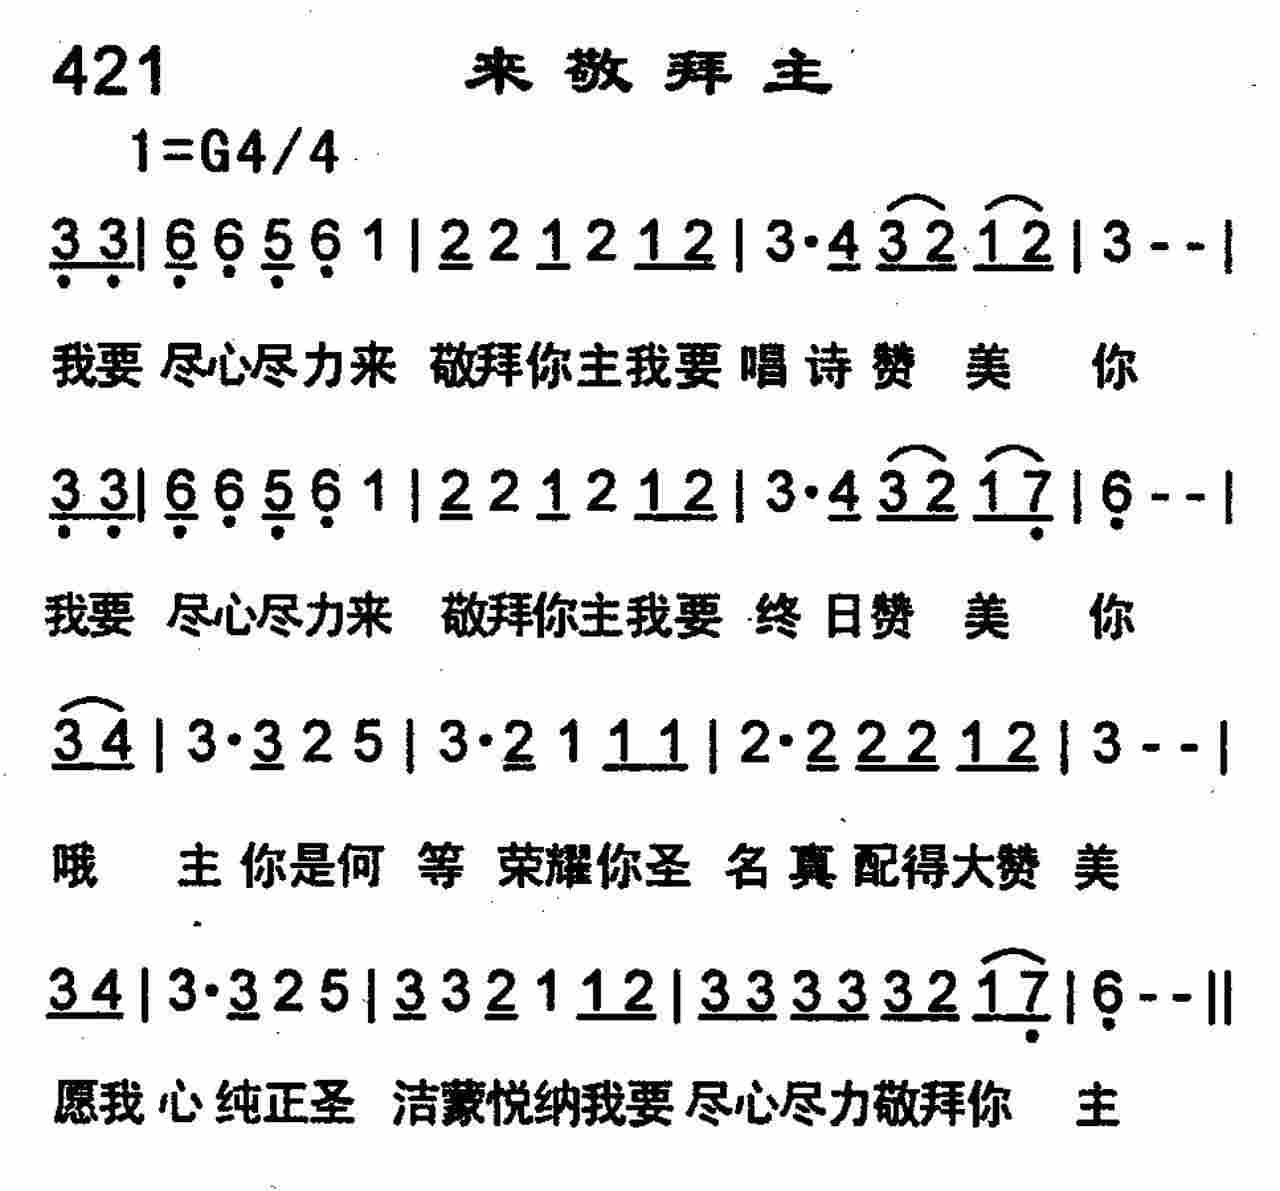 421 来敬拜主
1=G4/4
3 3| 6 6 5 6 1 | 2 2 1 2 1 2 | 3·4 3 2 1 2 | 3 - - |
我要 尽心尽力来 敬拜你主我要 唱诗赞 美 你
3 3| 6 6 5 6 1 | 2 2 1 2 1 2 | 3·4 3 2 1 7 | 6 - - |
我要 尽心尽力来 敬拜你主我要 终日赞 美 你
3 4 | 3·3 2 5 | 3·2 1 1 1 | 2·2 2 2 1 2 | 3 - - |
哦 主你是何 等 荣耀你圣 名真 配得大赞 美
3 4 | 3·3 2 5 | 3 3 2 1 1 2 | 3 3 3 3 3 2 1 7 | 6 - - ||
愿我 心纯正圣 洁蒙悦纳我要 尽心尽力敬拜你 主